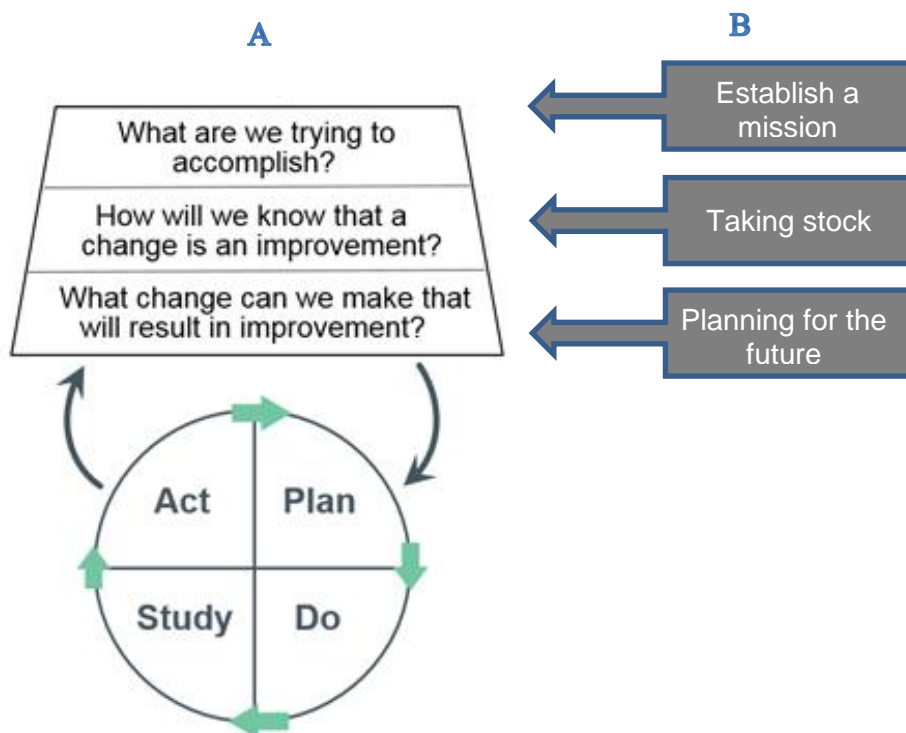 A
B
What are we trying to
accomplish?
How will we know that a
change is an improvement?
What change can we make that
will result in improvement?
Establish a
mission
Taking stock
Planning for the
future
Act
Plan
Study
Do